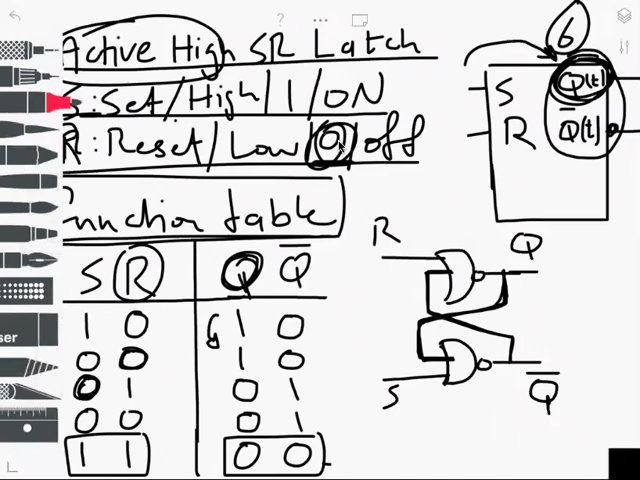 Active High SR Latch
S:Set/High/1/ON
R:Reset/Low/0/off
Function table
S R Q Q̅
1 0 1 0
0 0 1 0
0 1 0 1
0 0 0 1
1 1 0 0
6
S Q(t)
R Q̅(t)
R Q
S Q̅
ser